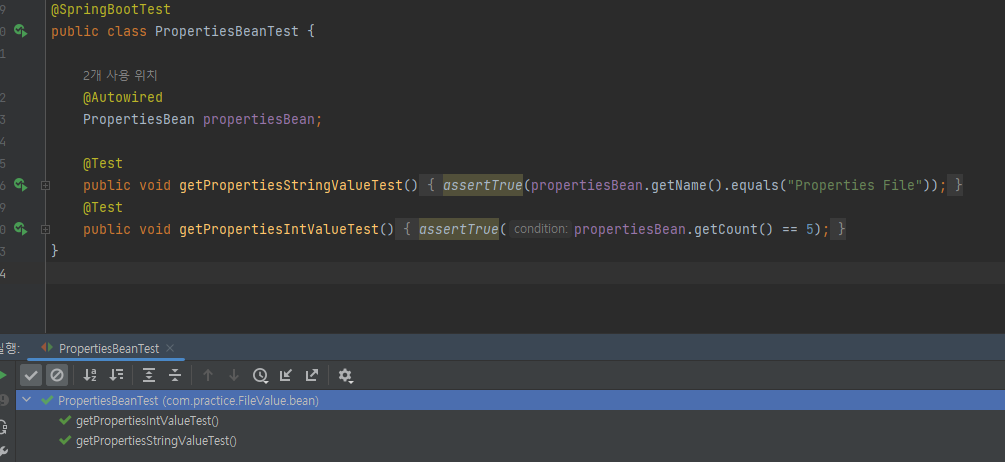 9 @SpringBootTest
0 public class PropertiesBeanTest {
1
2개 사용 위치
2 @Autowired
3 PropertiesBean propertiesBean;
4
5 @Test
6 public void getPropertiesStringValueTest() { assertTrue(propertiesBean.getName().equals("Properties File")); }
9 @Test
0 public void getPropertiesIntValueTest() { assertTrue( condition: propertiesBean.getCount() == 5); }
3 }
4
실행: PropertiesBeanTest ×
PropertiesBeanTest (com.practice.FileValue.bean)
getPropertiesIntValueTest()
getPropertiesStringValueTest()